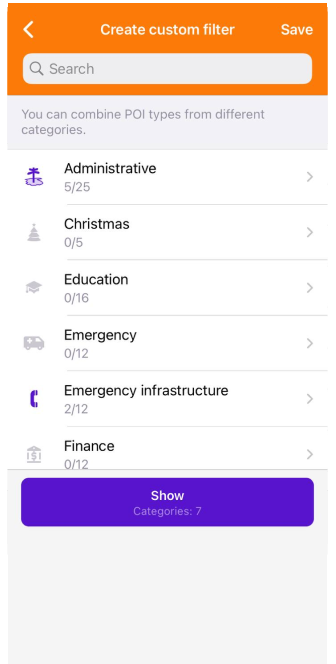 Create custom filter
Save
Search
You can combine POI types from different
categories.
Administrative
5/25
Christmas
0/5
Education
0/16
Emergency
0/12
Emergency infrastructure
2/12
Finance
0/12
Show
Categories: 7